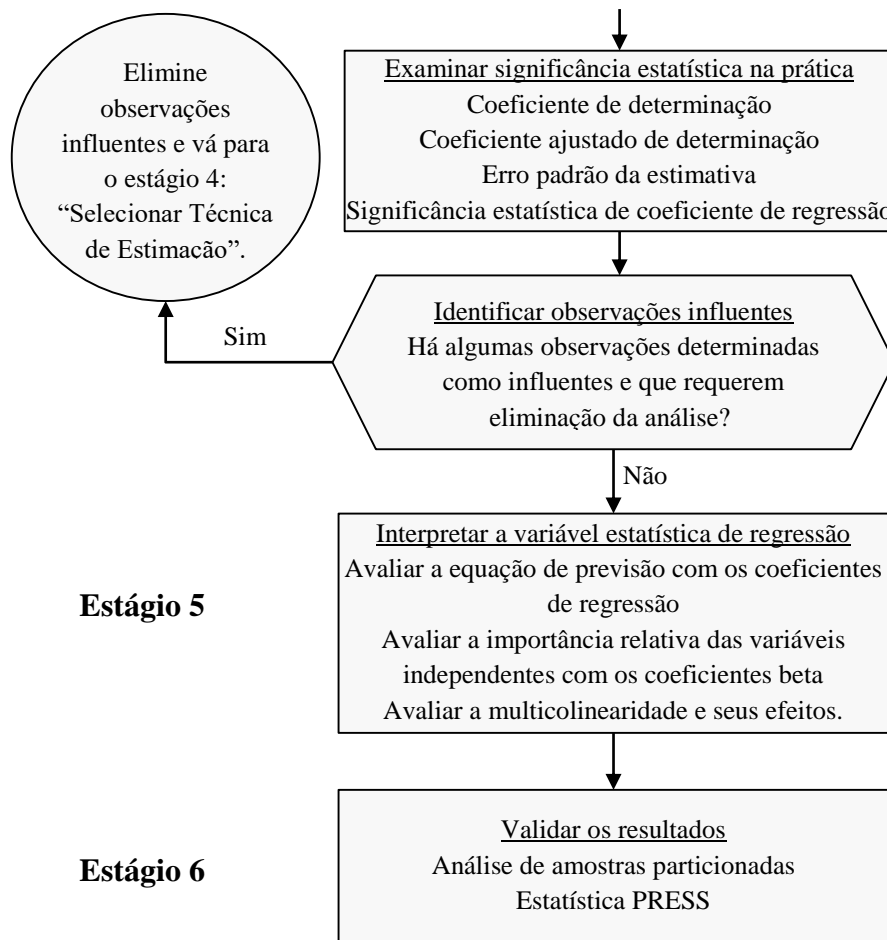 Elimine
observações
influentes e vá para
o estágio 4:
“Selecionar Técnica
de Estimação”.
Examinar significância estatística na prática
Coeficiente de determinação
Coeficiente ajustado de determinação
Erro padrão da estimativa
Significância estatística de coeficiente de regressão
Identificar observações influentes
Há algumas observações determinadas
como influentes e que requerem
eliminação da análise?
Sim
Não
Estágio 5
Interpretar a variável estatística de regressão
Avaliar a equação de previsão com os coeficientes
de regressão
Avaliar a importância relativa das variáveis
independentes com os coeficientes beta
Avaliar a multicolinearidade e seus efeitos.
Estágio 6
Validar os resultados
Análise de amostras particionadas
Estatística PRESS